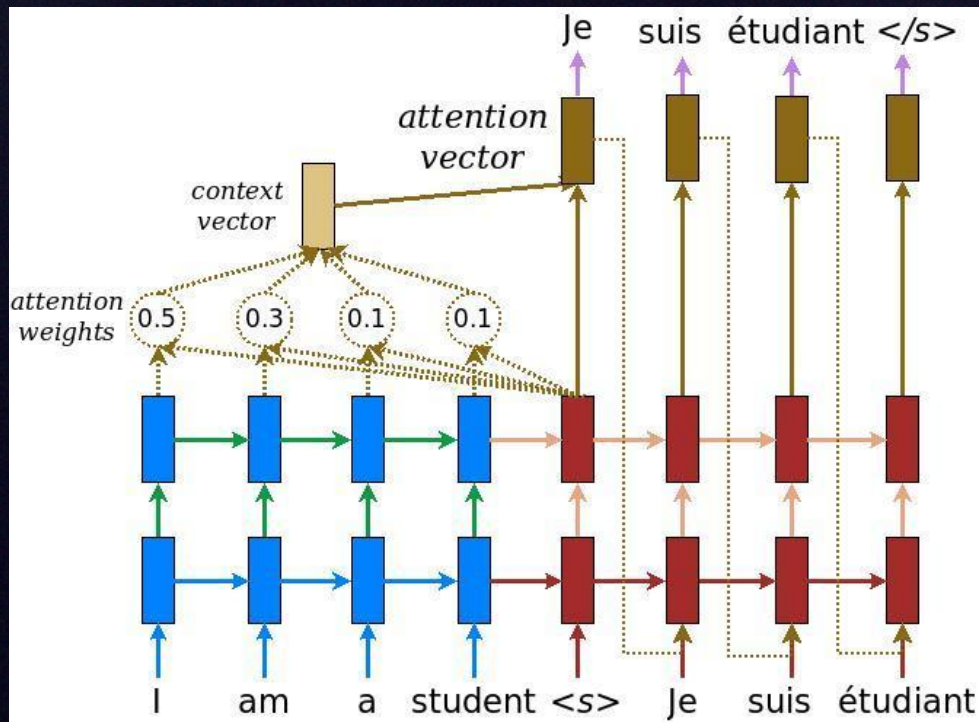 Je suis étudiant </s>
attention
vector
context
vector
attention
weights
0.5 0.3 0.1 0.1
I am a student <s> Je suis étudiant